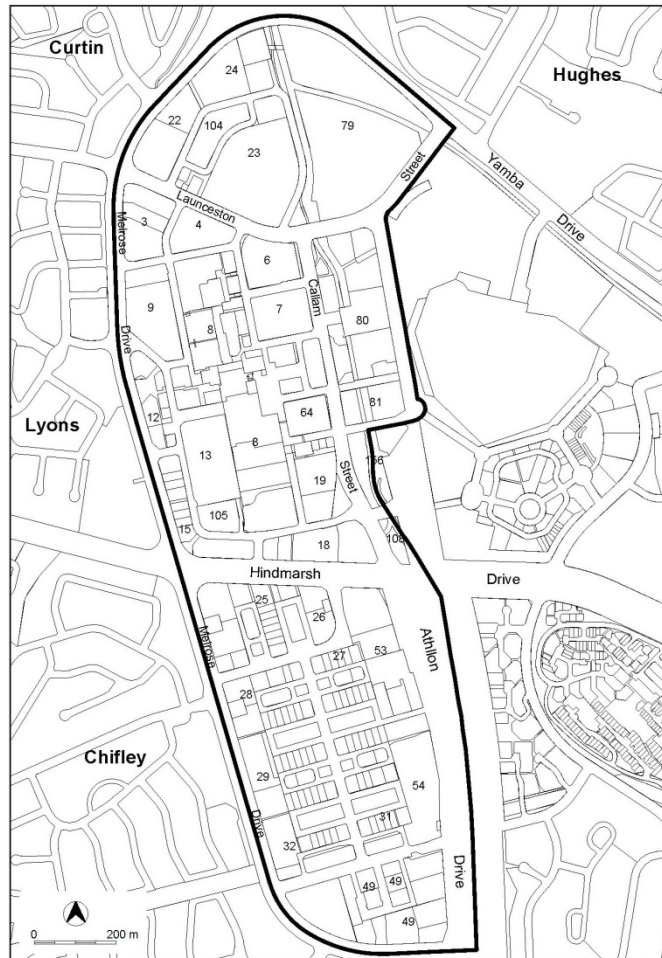 Curtin
Hughes
24
22
104
79
23
Street
Yamba
Drive
Launceston
Melrose
3
4
6
Callam
9
7
8
80
Drive
12
64
81
Lyons
13
8
Street
156
19
105
15
18
108
Hindmarsh
Drive
25
26
Melrose
27
53
Athllon
28
Chifley
29
54
Drive
31
32
49
49
Drive
49
0 200 m